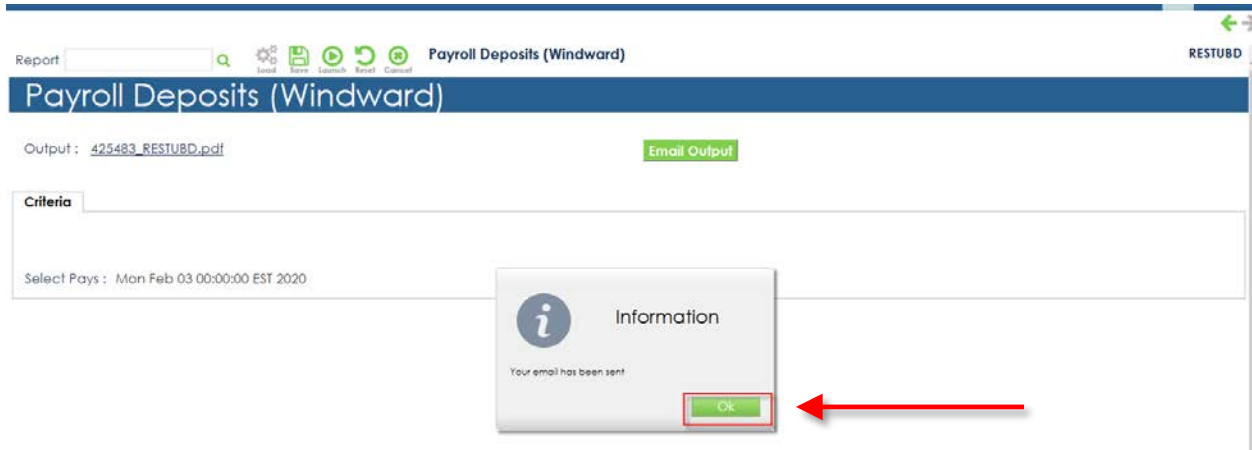 Report
Load Save Launch Reset Cancel
Payroll Deposits (Windward)
RESTUBD
Payroll Deposits (Windward)
Output : 425483_RESTUBD.pdf
Email Output
Criteria
Select Pays : Mon Feb 03 00:00:00 EST 2020
Information
Your email has been sent
Ok